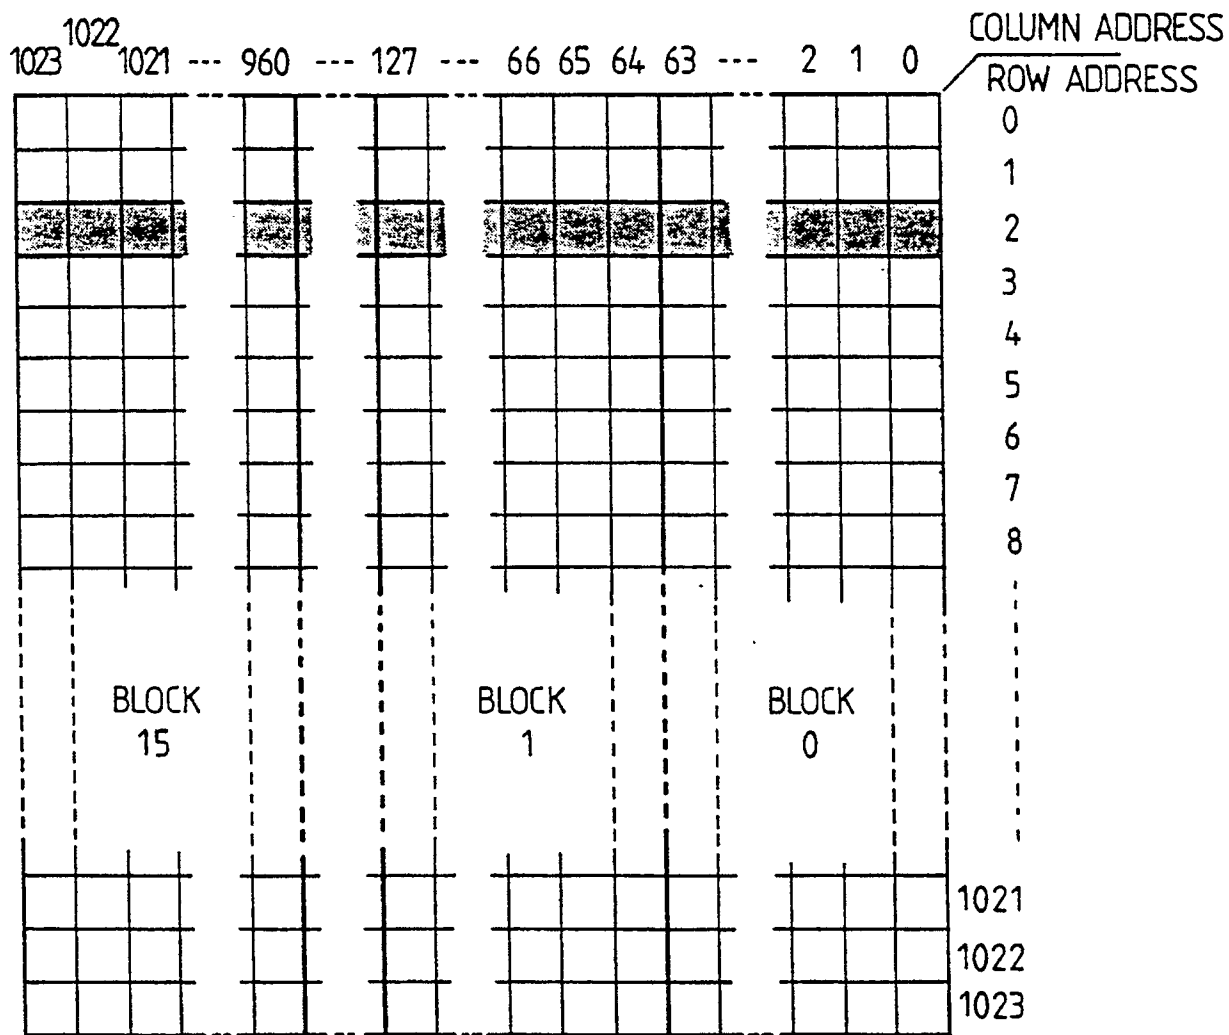 COLUMN ADDRESS
1022
1023 1021 --- 960 --- 127 --- 66 65 64 63 --- 2 1 0
ROW ADDRESS
0
1
2
3
4
5
6
7
8
BLOCK BLOCK BLOCK
15 1 0
1021
1022
1023